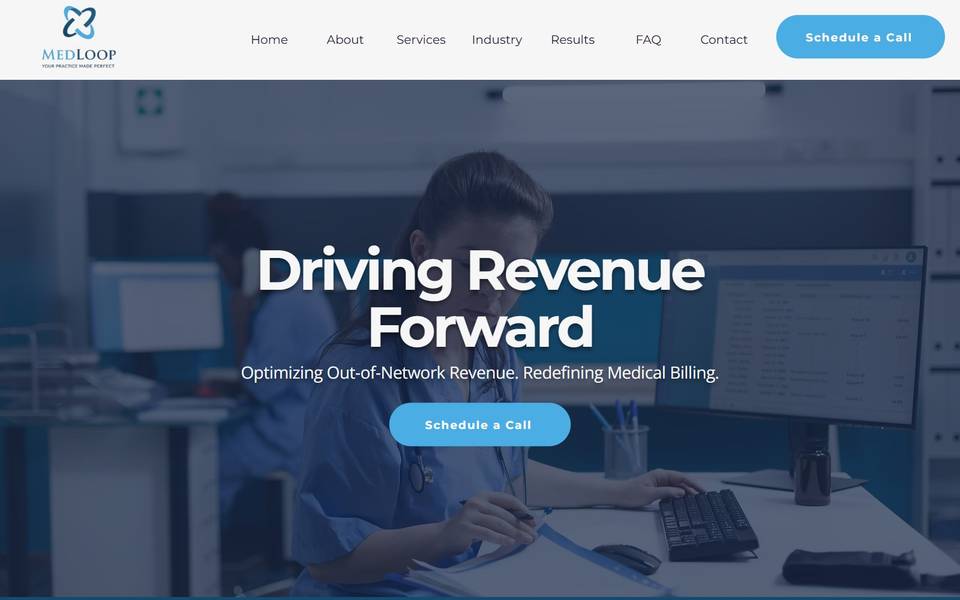 MEDLOOP
YOUR PRACTICE MADE PERFECT
Home
About
Services
Industry
Results
FAQ
Contact
Schedule a Call
Driving Revenue
Forward
Optimizing Out-of-Network Revenue. Redefining Medical Billing.
Schedule a Call